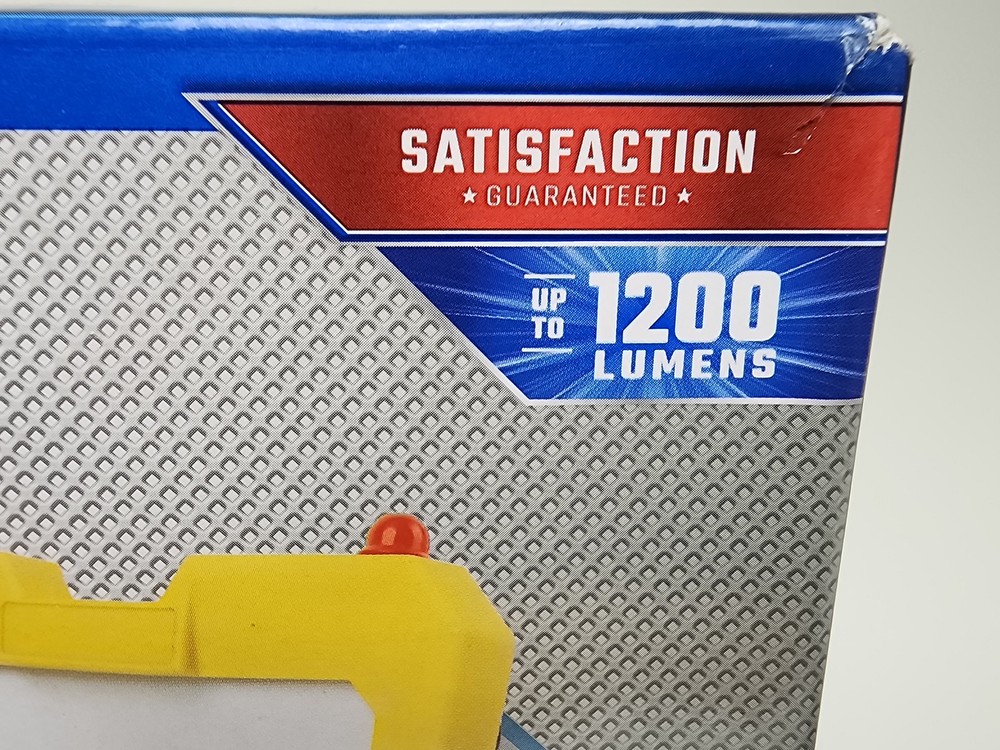 SATISFACTION
★ GUARANTEED ★
UP TO
1200
LUMENS